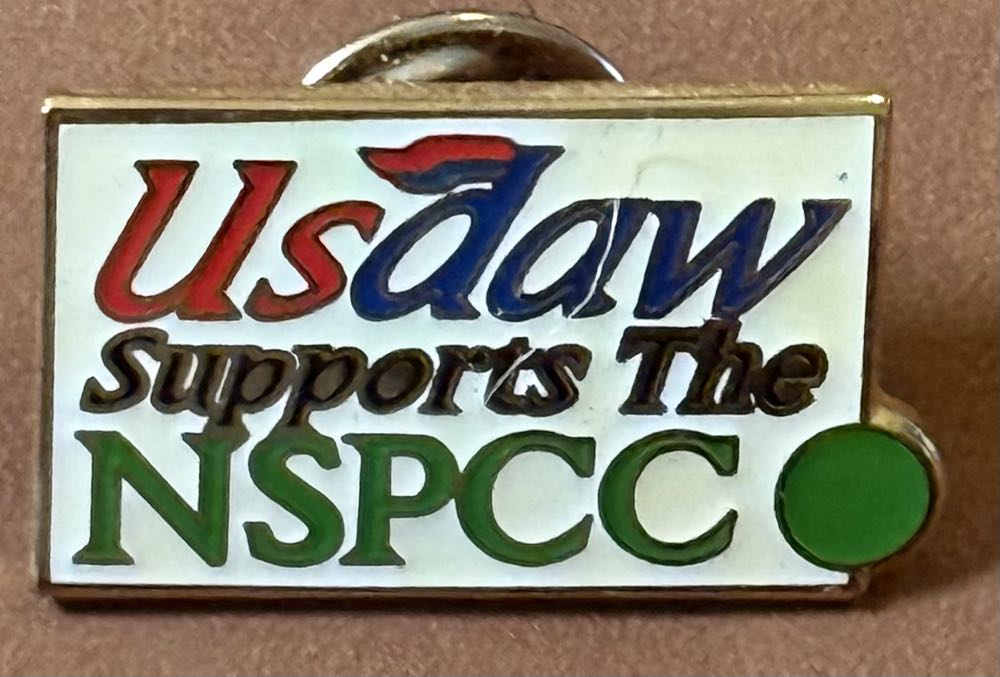 Usdaw
Supports The
NSPCC